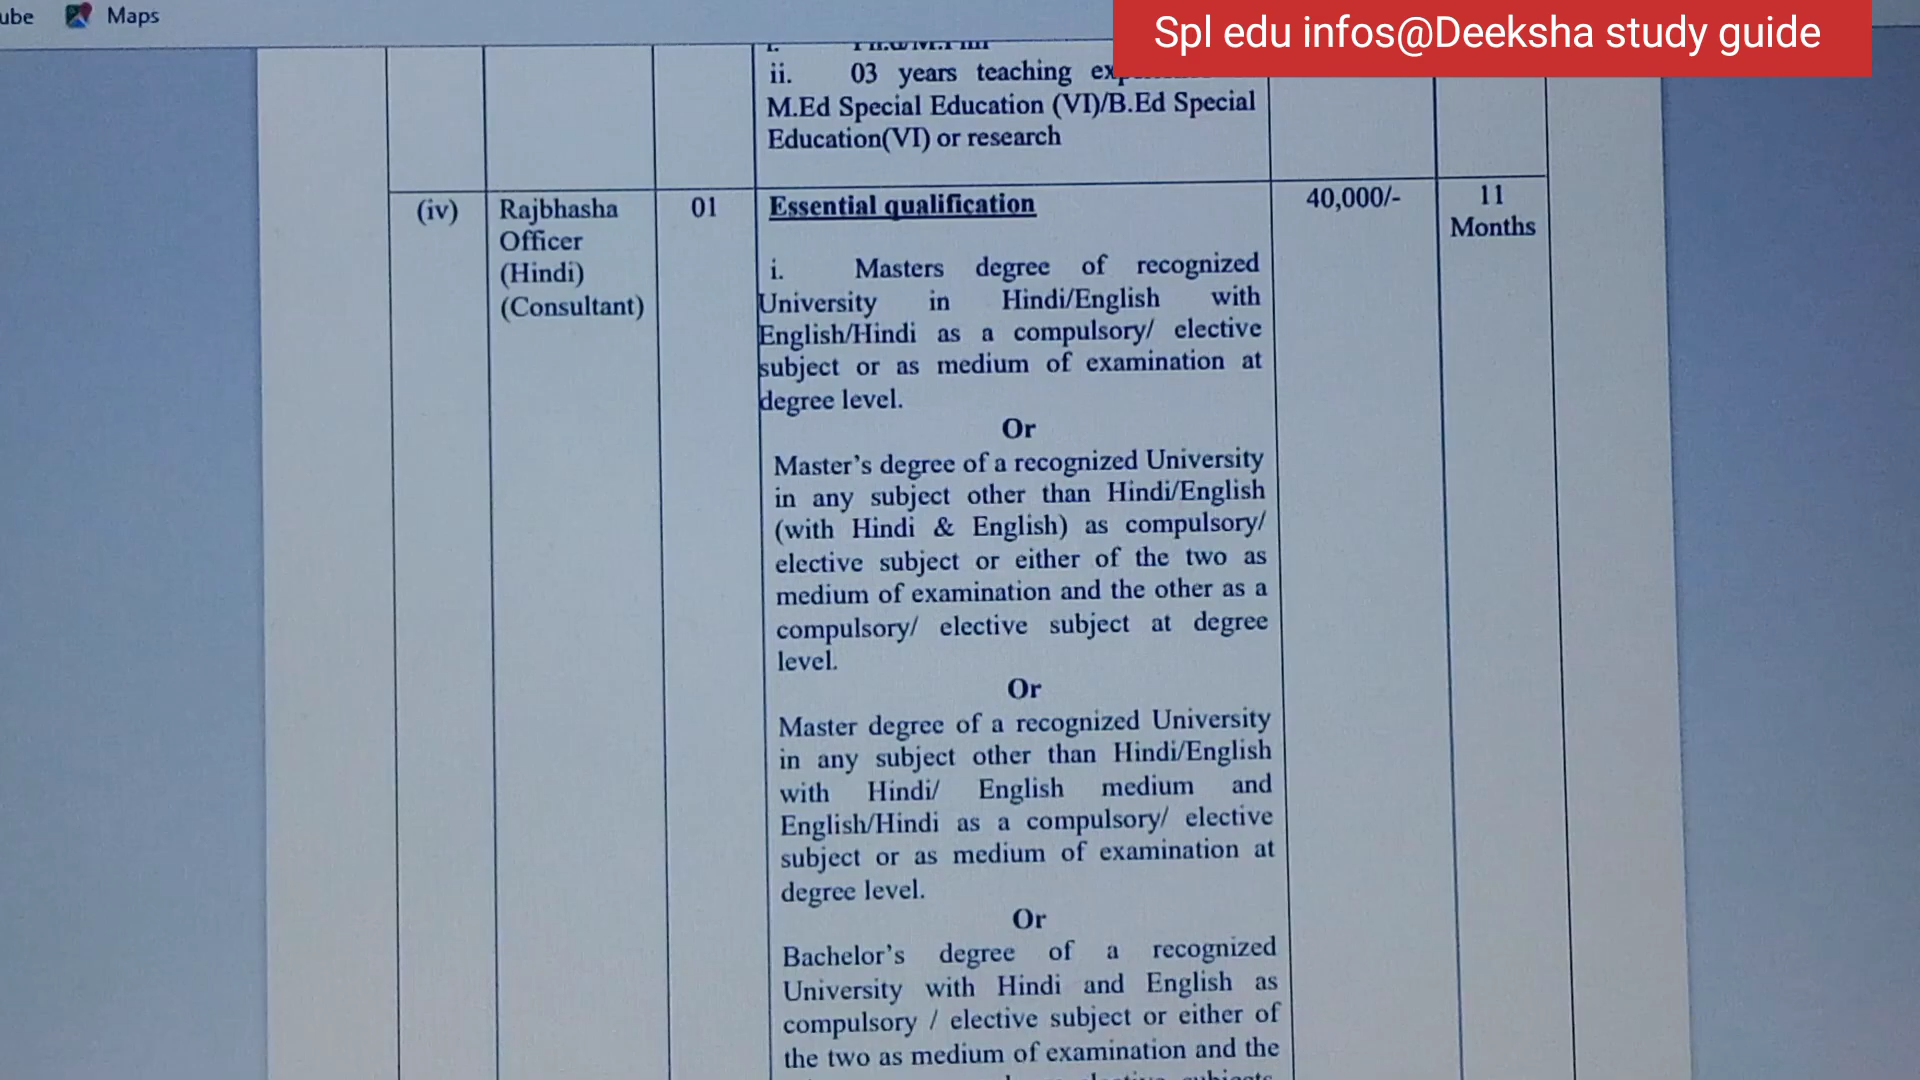 ube Maps
Spl edu infos@Deeksha study guide
ii. 03 years teaching
M.Ed Special Education (VI)/B.Ed Special
Education(VI) or research
(iv) Rajbhasha 01 Essential qualification 40,000/- 11
Officer Months
(Hindi)
(Consultant)
i. Masters degree of recognized
University in Hindi/English with
English/Hindi as a compulsory/ elective
subject or as medium of examination at
degree level.
Or
Master’s degree of a recognized University
in any subject other than Hindi/English
(with Hindi & English) as compulsory/
elective subject or either of the two as
medium of examination and the other as a
compulsory/ elective subject at degree
level.
Or
Master degree of a recognized University
in any subject other than Hindi/English
with Hindi/ English medium and
English/Hindi as a compulsory/ elective
subject or as medium of examination at
degree level.
Or
Bachelor’s degree of a recognized
University with Hindi and English as
compulsory / elective subject or either of
the two as medium of examination and the